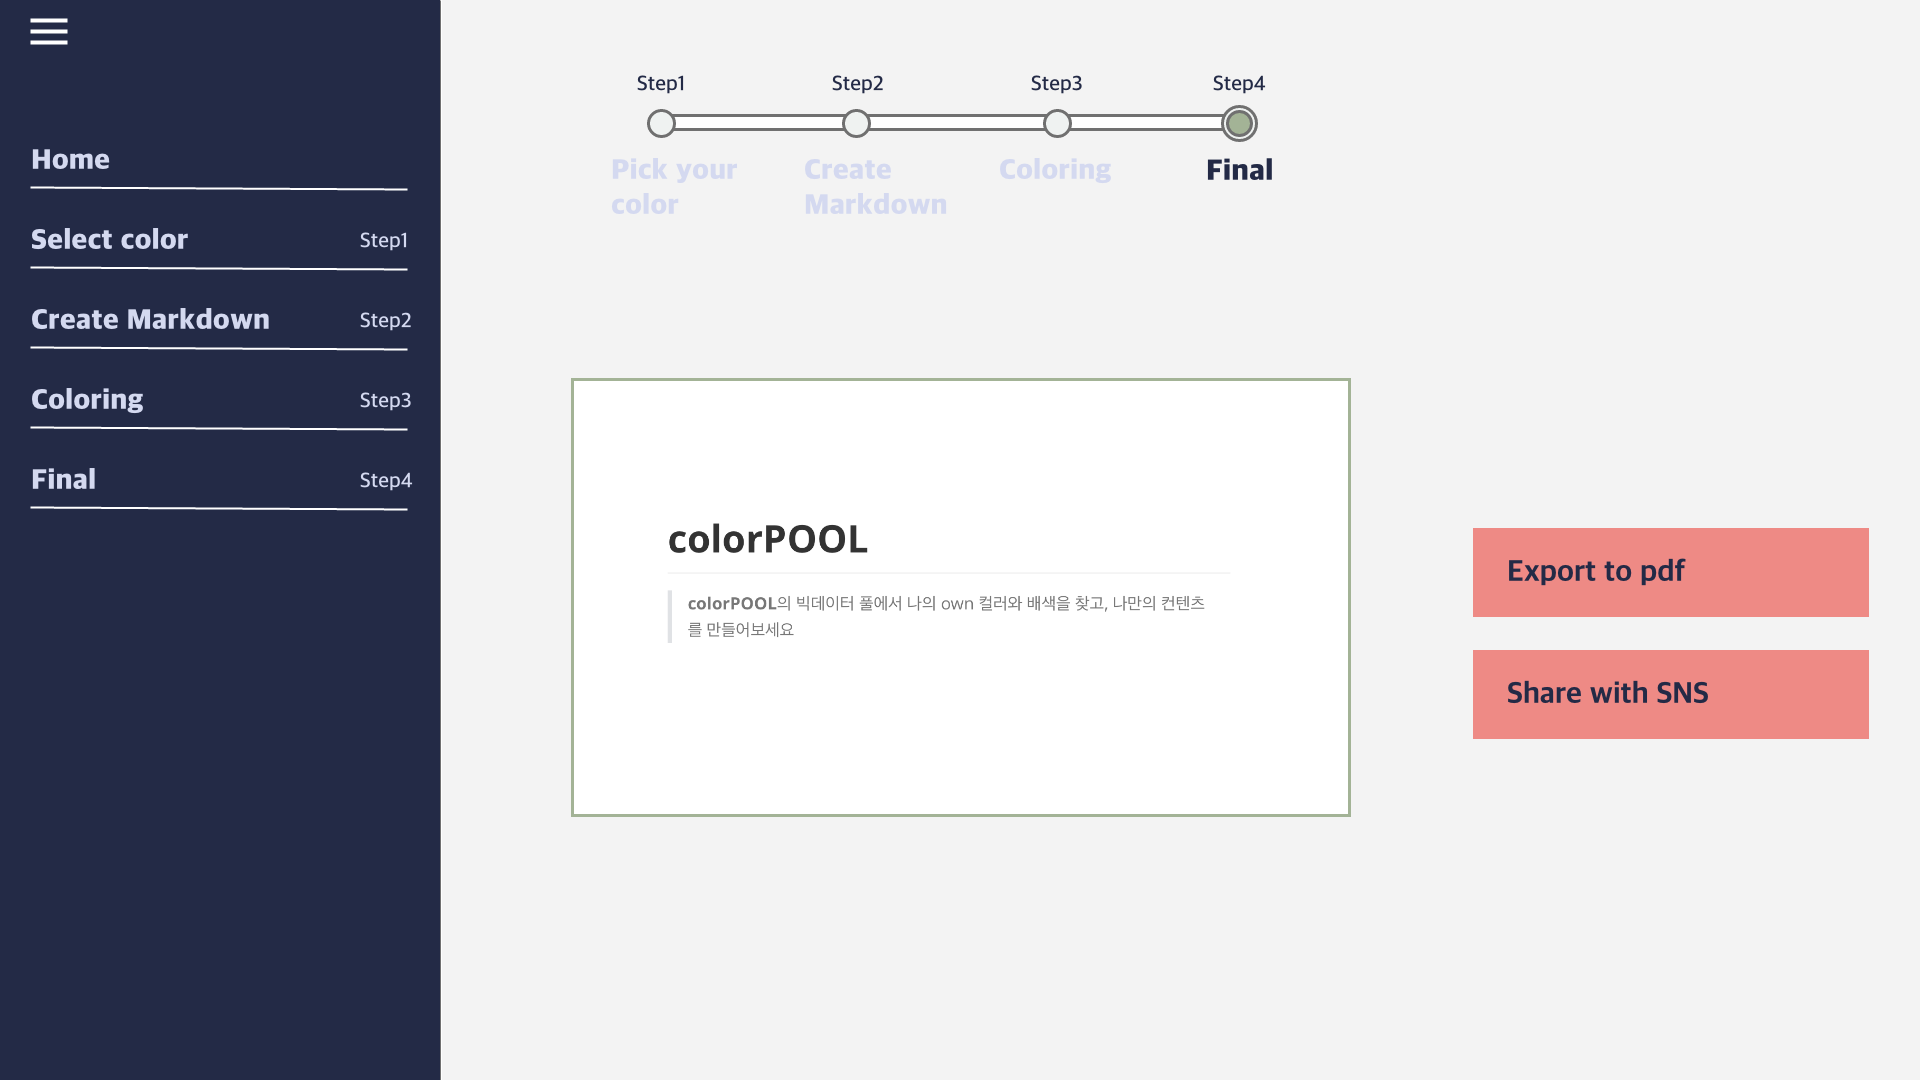 Home
Select color Step1
Create Markdown Step2
Coloring Step3
Final Step4
Step1 Step2 Step3 Step4
Pick your
color
Create
Markdown
Coloring
Final
colorPOOL
colorPOOL의 빅데이터 풀에서 나의 own 컬러와 배색을 찾고, 나만의 컨텐츠
를 만들어보세요
Export to pdf
Share with SNS